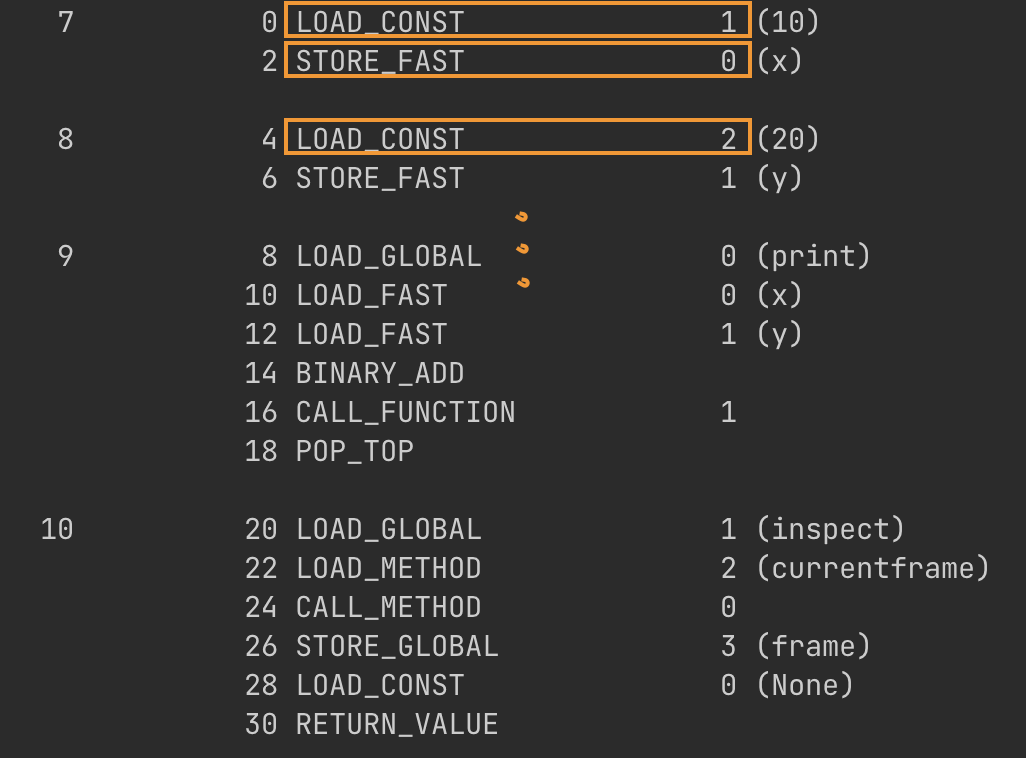 7 0 LOAD_CONST 1 (10)
2 STORE_FAST 0 (x)
8 4 LOAD_CONST 2 (20)
6 STORE_FAST 1 (y)
9 8 LOAD_GLOBAL 0 (print)
10 LOAD_FAST 0 (x)
12 LOAD_FAST 1 (y)
14 BINARY_ADD
16 CALL_FUNCTION 1
18 POP_TOP
10 20 LOAD_GLOBAL 1 (inspect)
22 LOAD_METHOD 2 (currentframe)
24 CALL_METHOD 0
26 STORE_GLOBAL 3 (frame)
28 LOAD_CONST 0 (None)
30 RETURN_VALUE